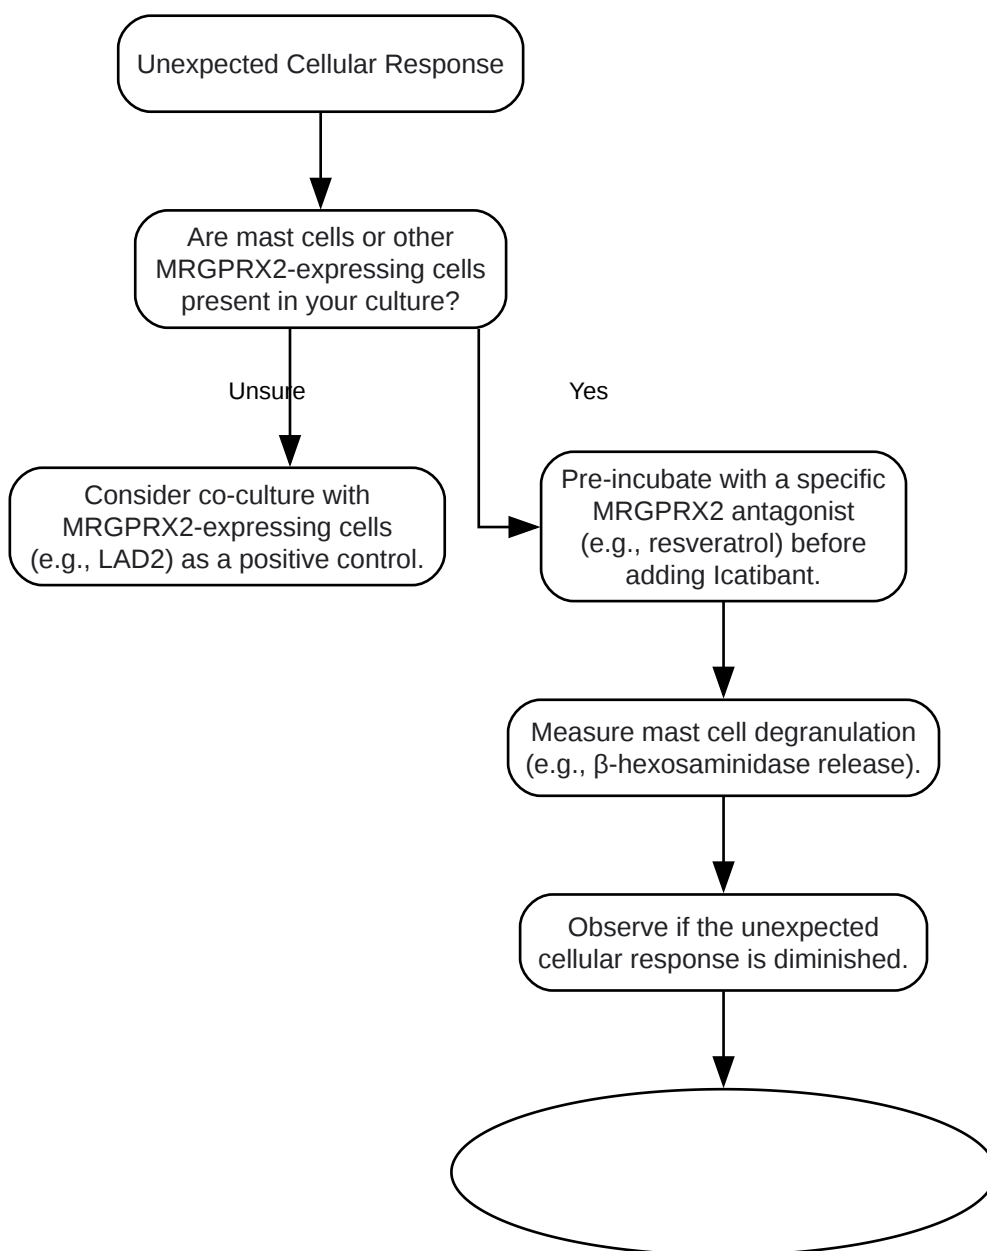 Unexpected Cellular Response
Are mast cells or other
MRGPRX2-expressing cells
present in your culture?
Unsure
Yes
Consider co-culture with
MRGPRX2-expressing cells
(e.g., LAD2) as a positive control.
Pre-incubate with a specific
MRGPRX2 antagonist
(e.g., resveratrol) before
adding Icatibant.
Measure mast cell degranulation
(e.g., β-hexosaminidase release).
Observe if the unexpected
cellular response is diminished.